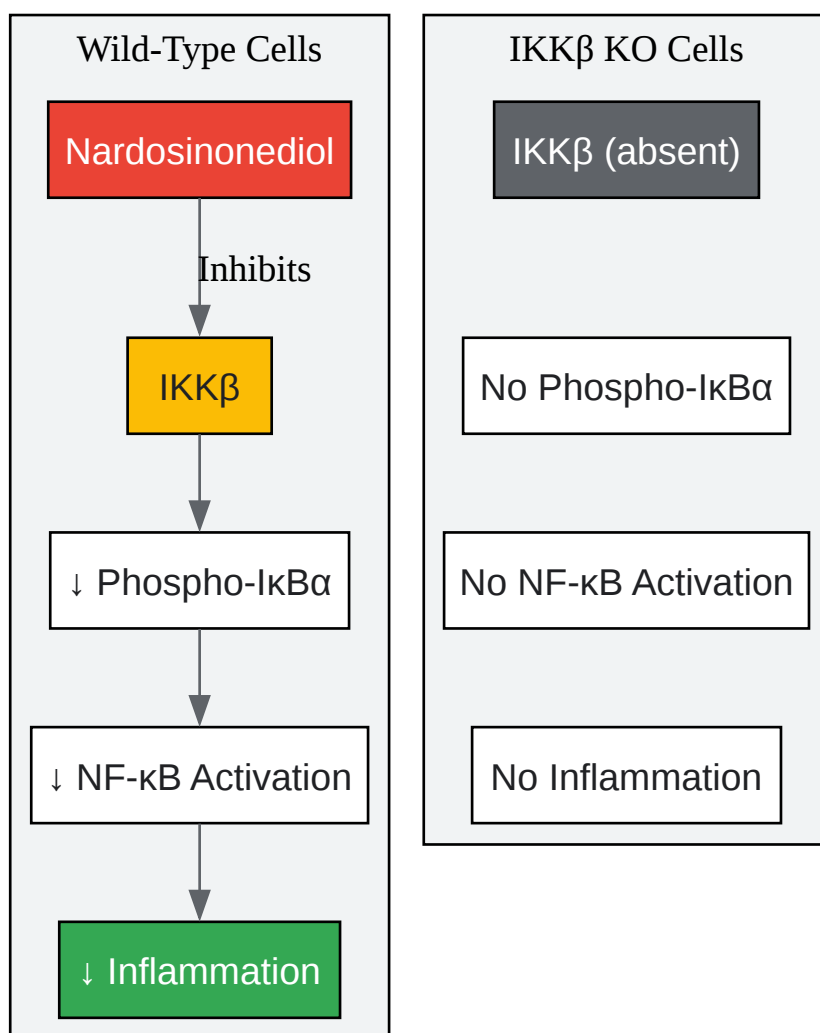 Wild-Type Cells
Nardosinonediol
Inhibits
IKKβ
↓ Phospho-IκBα
↓ NF-κB Activation
↓ Inflammation
IKKβ KO Cells
IKKβ (absent)
No Phospho-IκBα
No NF-κB Activation
No Inflammation